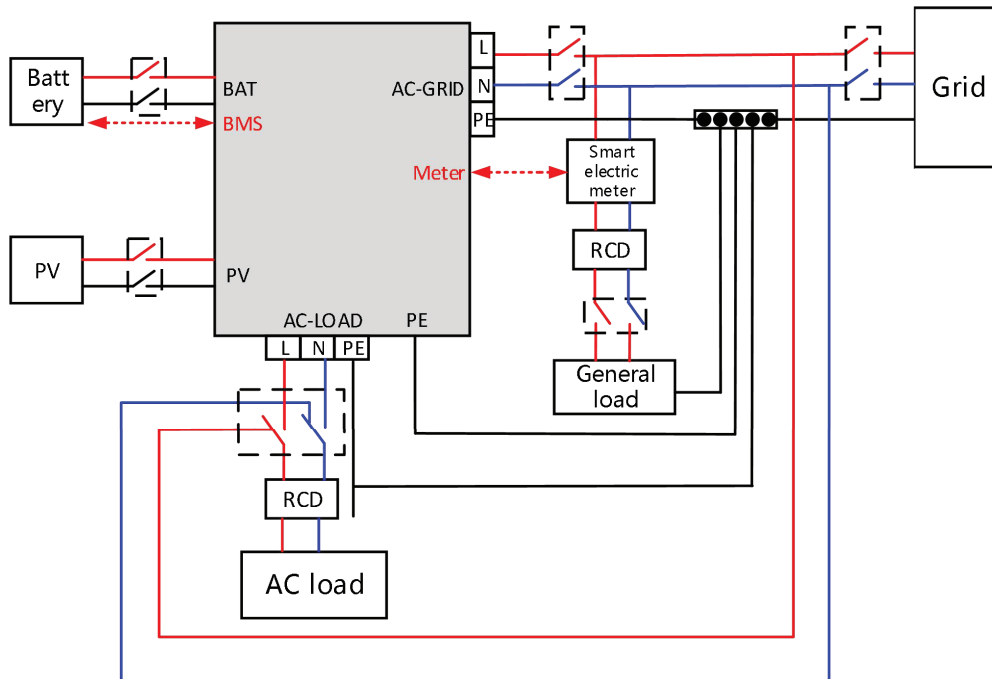 Batt
ery
BAT
BMS
AC-GRID
L
N
PE
Grid
Meter
Smart
electric
meter
RCD
PV
PV
AC-LOAD
PE
L
N
PE
General
load
RCD
AC load